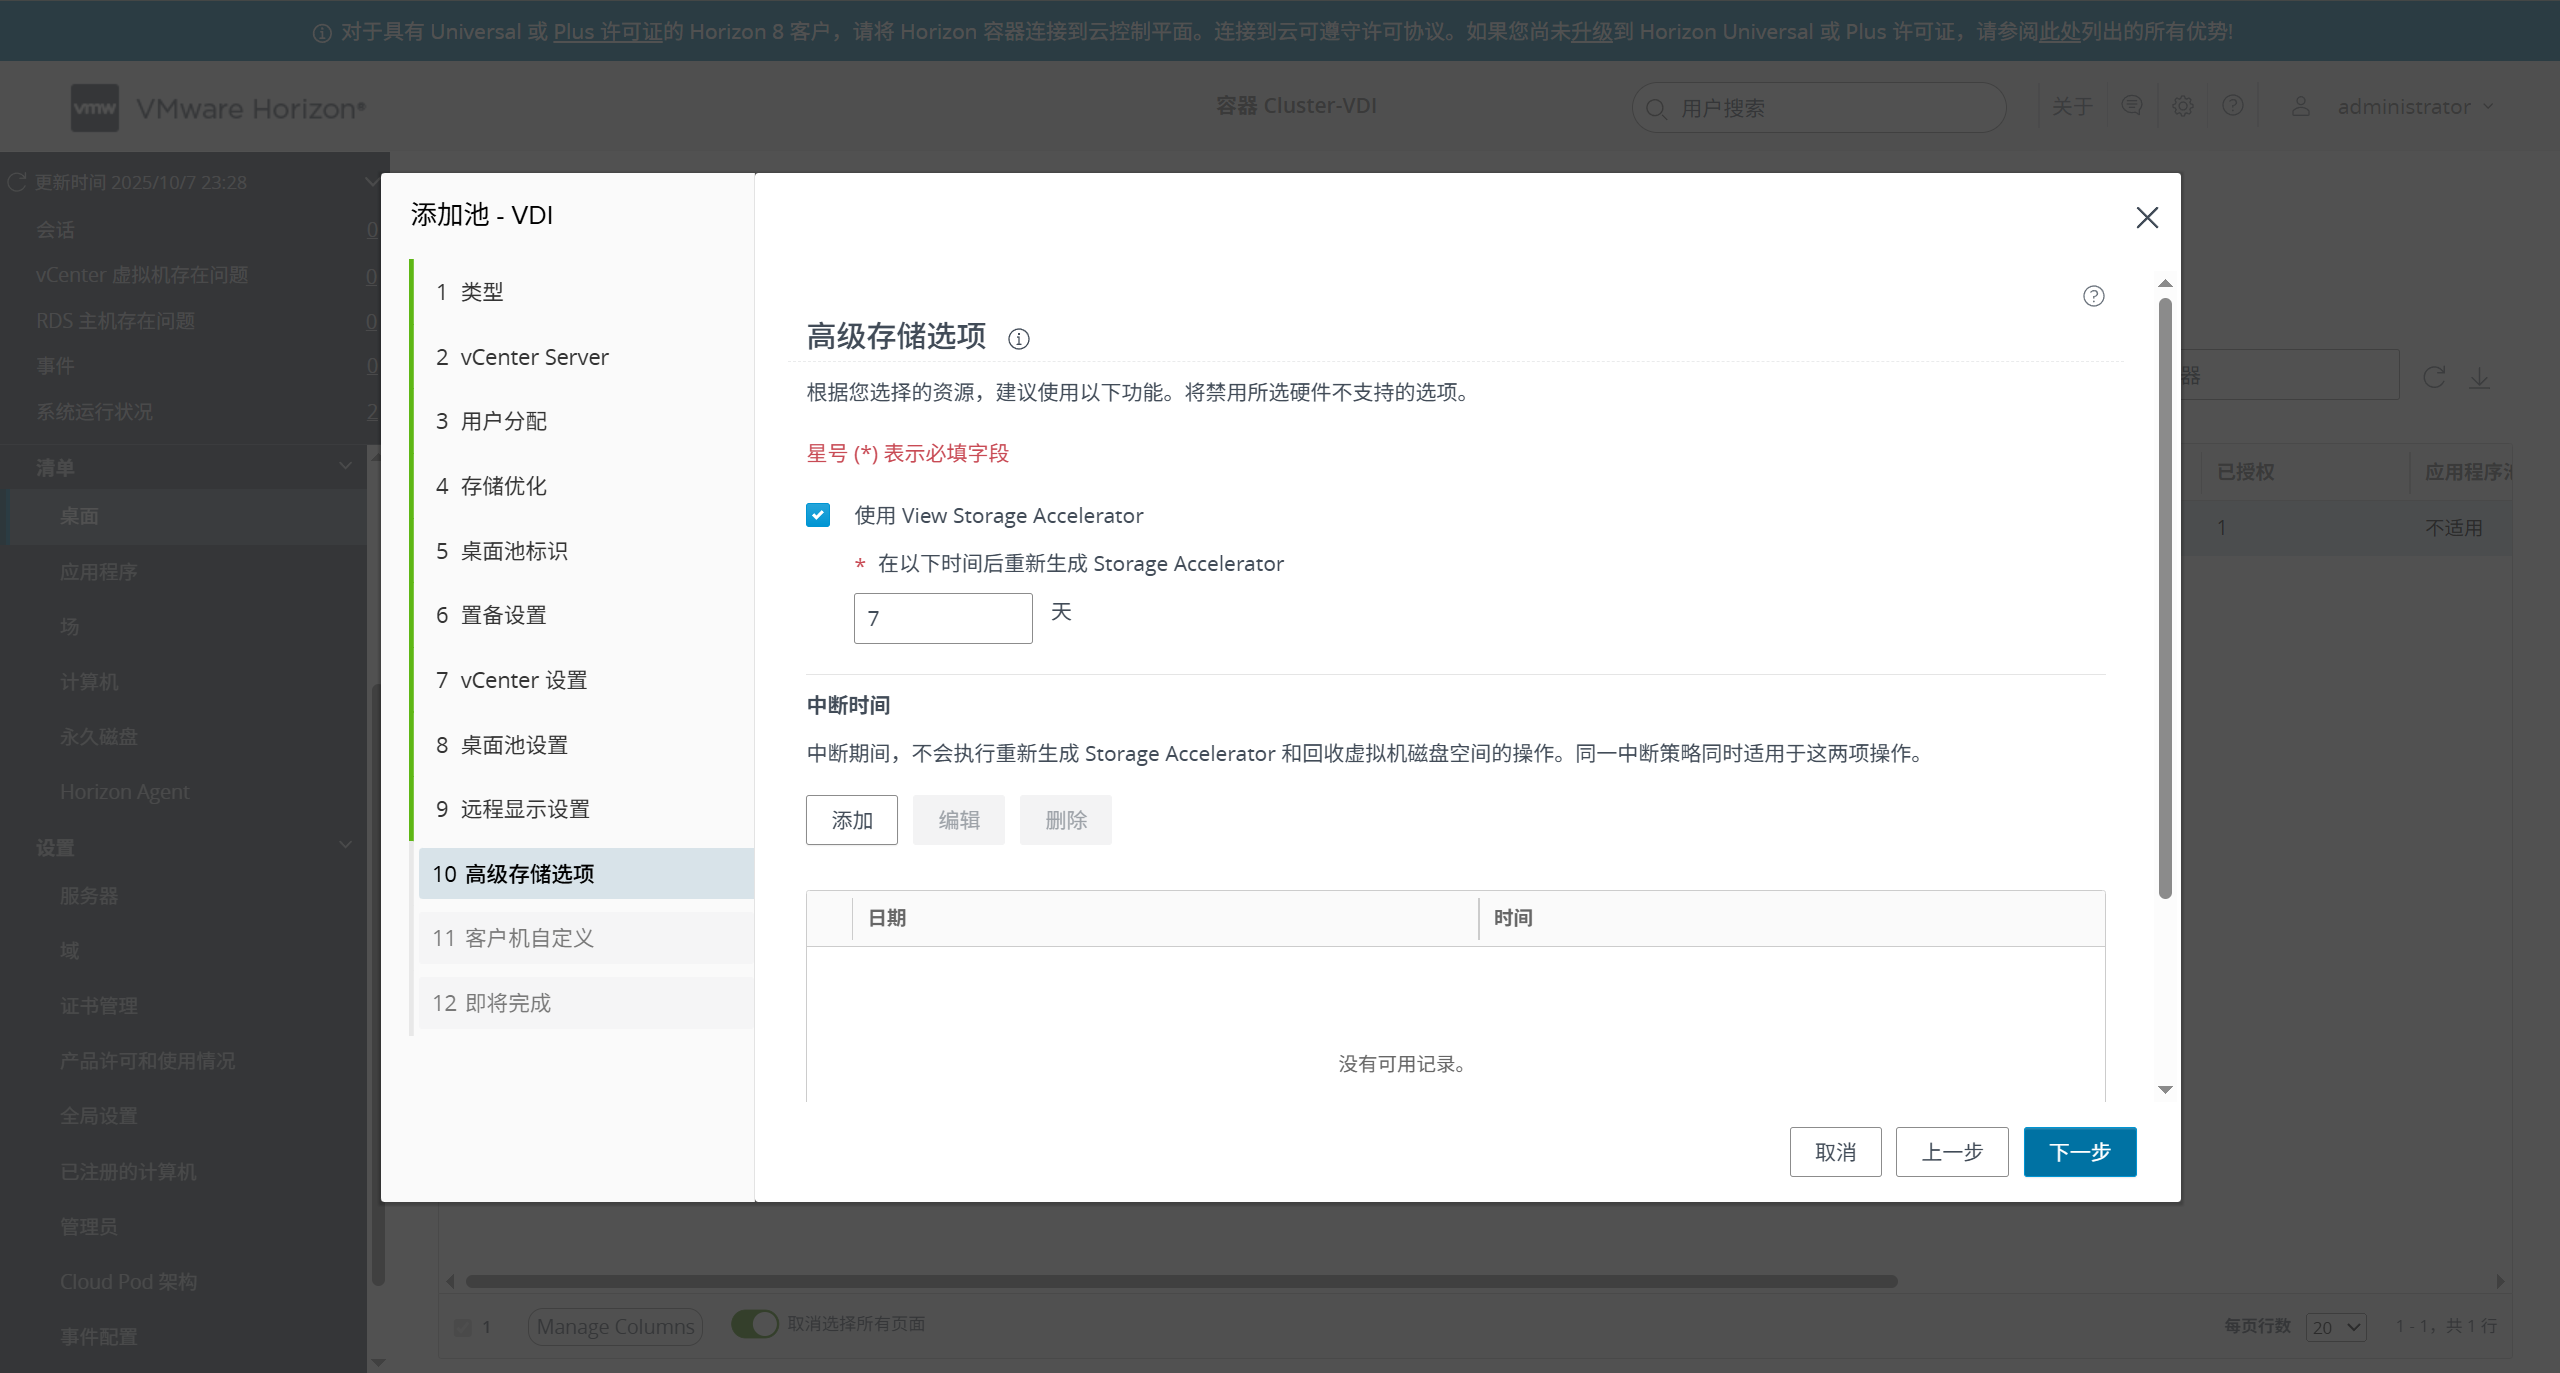 对于具有 Universal 或 Plus 许可证的 Horizon 8 客户，请将 Horizon 容器连接到云控制平面。连接到云可遵守许可协议。如果您尚未升级到 Horizon Universal 或 Plus 许可证，请参阅此处列出的所有优势!
vmw VMware Horizon®
容器 Cluster-VDI
用户搜索
关于
administrator
更新时间 2025/10/7 23:28
会话 0
vCenter 虚拟机存在问题 0
RDS 主机存在问题 0
事件 0
系统运行状况 2
清单
桌面
应用程序
场
计算机
永久磁盘
Horizon Agent
设置
服务器
域
证书管理
产品许可和使用情况
全局设置
已注册的计算机
管理员
Cloud Pod 架构
事件配置
添加池 - VDI
1 类型
2 vCenter Server
3 用户分配
4 存储优化
5 桌面池标识
6 置备设置
7 vCenter 设置
8 桌面池设置
9 远程显示设置
10 高级存储选项
11 客户机自定义
12 即将完成
高级存储选项
根据您选择的资源，建议使用以下功能。将禁用所选硬件不支持的选项。
星号 (*) 表示必填字段
使用 View Storage Accelerator
* 在以下时间后重新生成 Storage Accelerator
7 天
中断时间
中断期间，不会执行重新生成 Storage Accelerator 和回收虚拟机磁盘空间的操作。同一中断策略同时适用于这两项操作。
添加 编辑 删除
日期 时间
没有可用记录。
取消 上一步 下一步
器
已授权 应用程序
1 不适用
1 Manage Columns 取消选择所有页面
每页行数 20 1 - 1，共 1 行